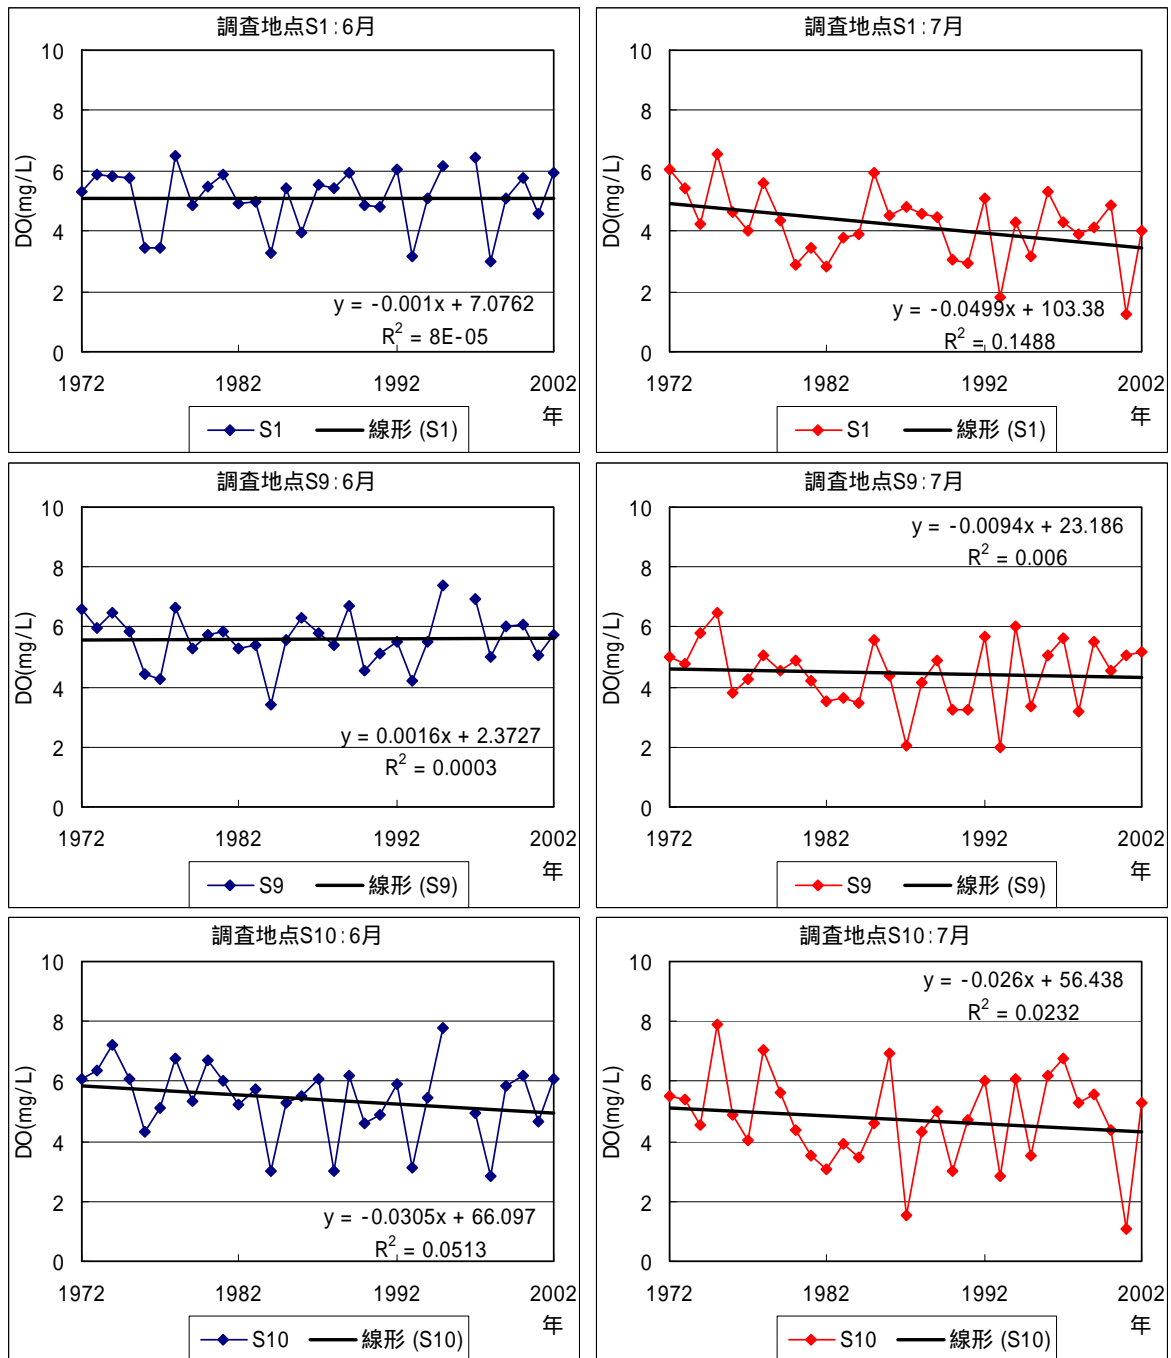 調査地点S1:6月
10
8
6
4
2
0
DO(mg/L)
y = -0.001x + 7.0762
R² = 8E-05
1972 1982 1992 2002
年
S1 線形 (S1)
調査地点S1:7月
10
8
6
4
2
0
DO(mg/L)
y = -0.0499x + 103.38
R² = 0.1488
1972 1982 1992 2002
年
S1 線形 (S1)
調査地点S9:6月
10
8
6
4
2
0
DO(mg/L)
y = 0.0016x + 2.3727
R² = 0.0003
1972 1982 1992 2002
年
S9 線形 (S9)
調査地点S9:7月
10
8
6
4
2
0
DO(mg/L)
y = -0.0094x + 23.186
R² = 0.006
1972 1982 1992 2002
年
S9 線形 (S9)
調査地点S10:6月
10
8
6
4
2
0
DO(mg/L)
y = -0.0305x + 66.097
R² = 0.0513
1972 1982 1992 2002
年
S10 線形 (S10)
調査地点S10:7月
10
8
6
4
2
0
DO(mg/L)
y = -0.026x + 56.438
R² = 0.0232
1972 1982 1992 2002
年
S10 線形 (S10)